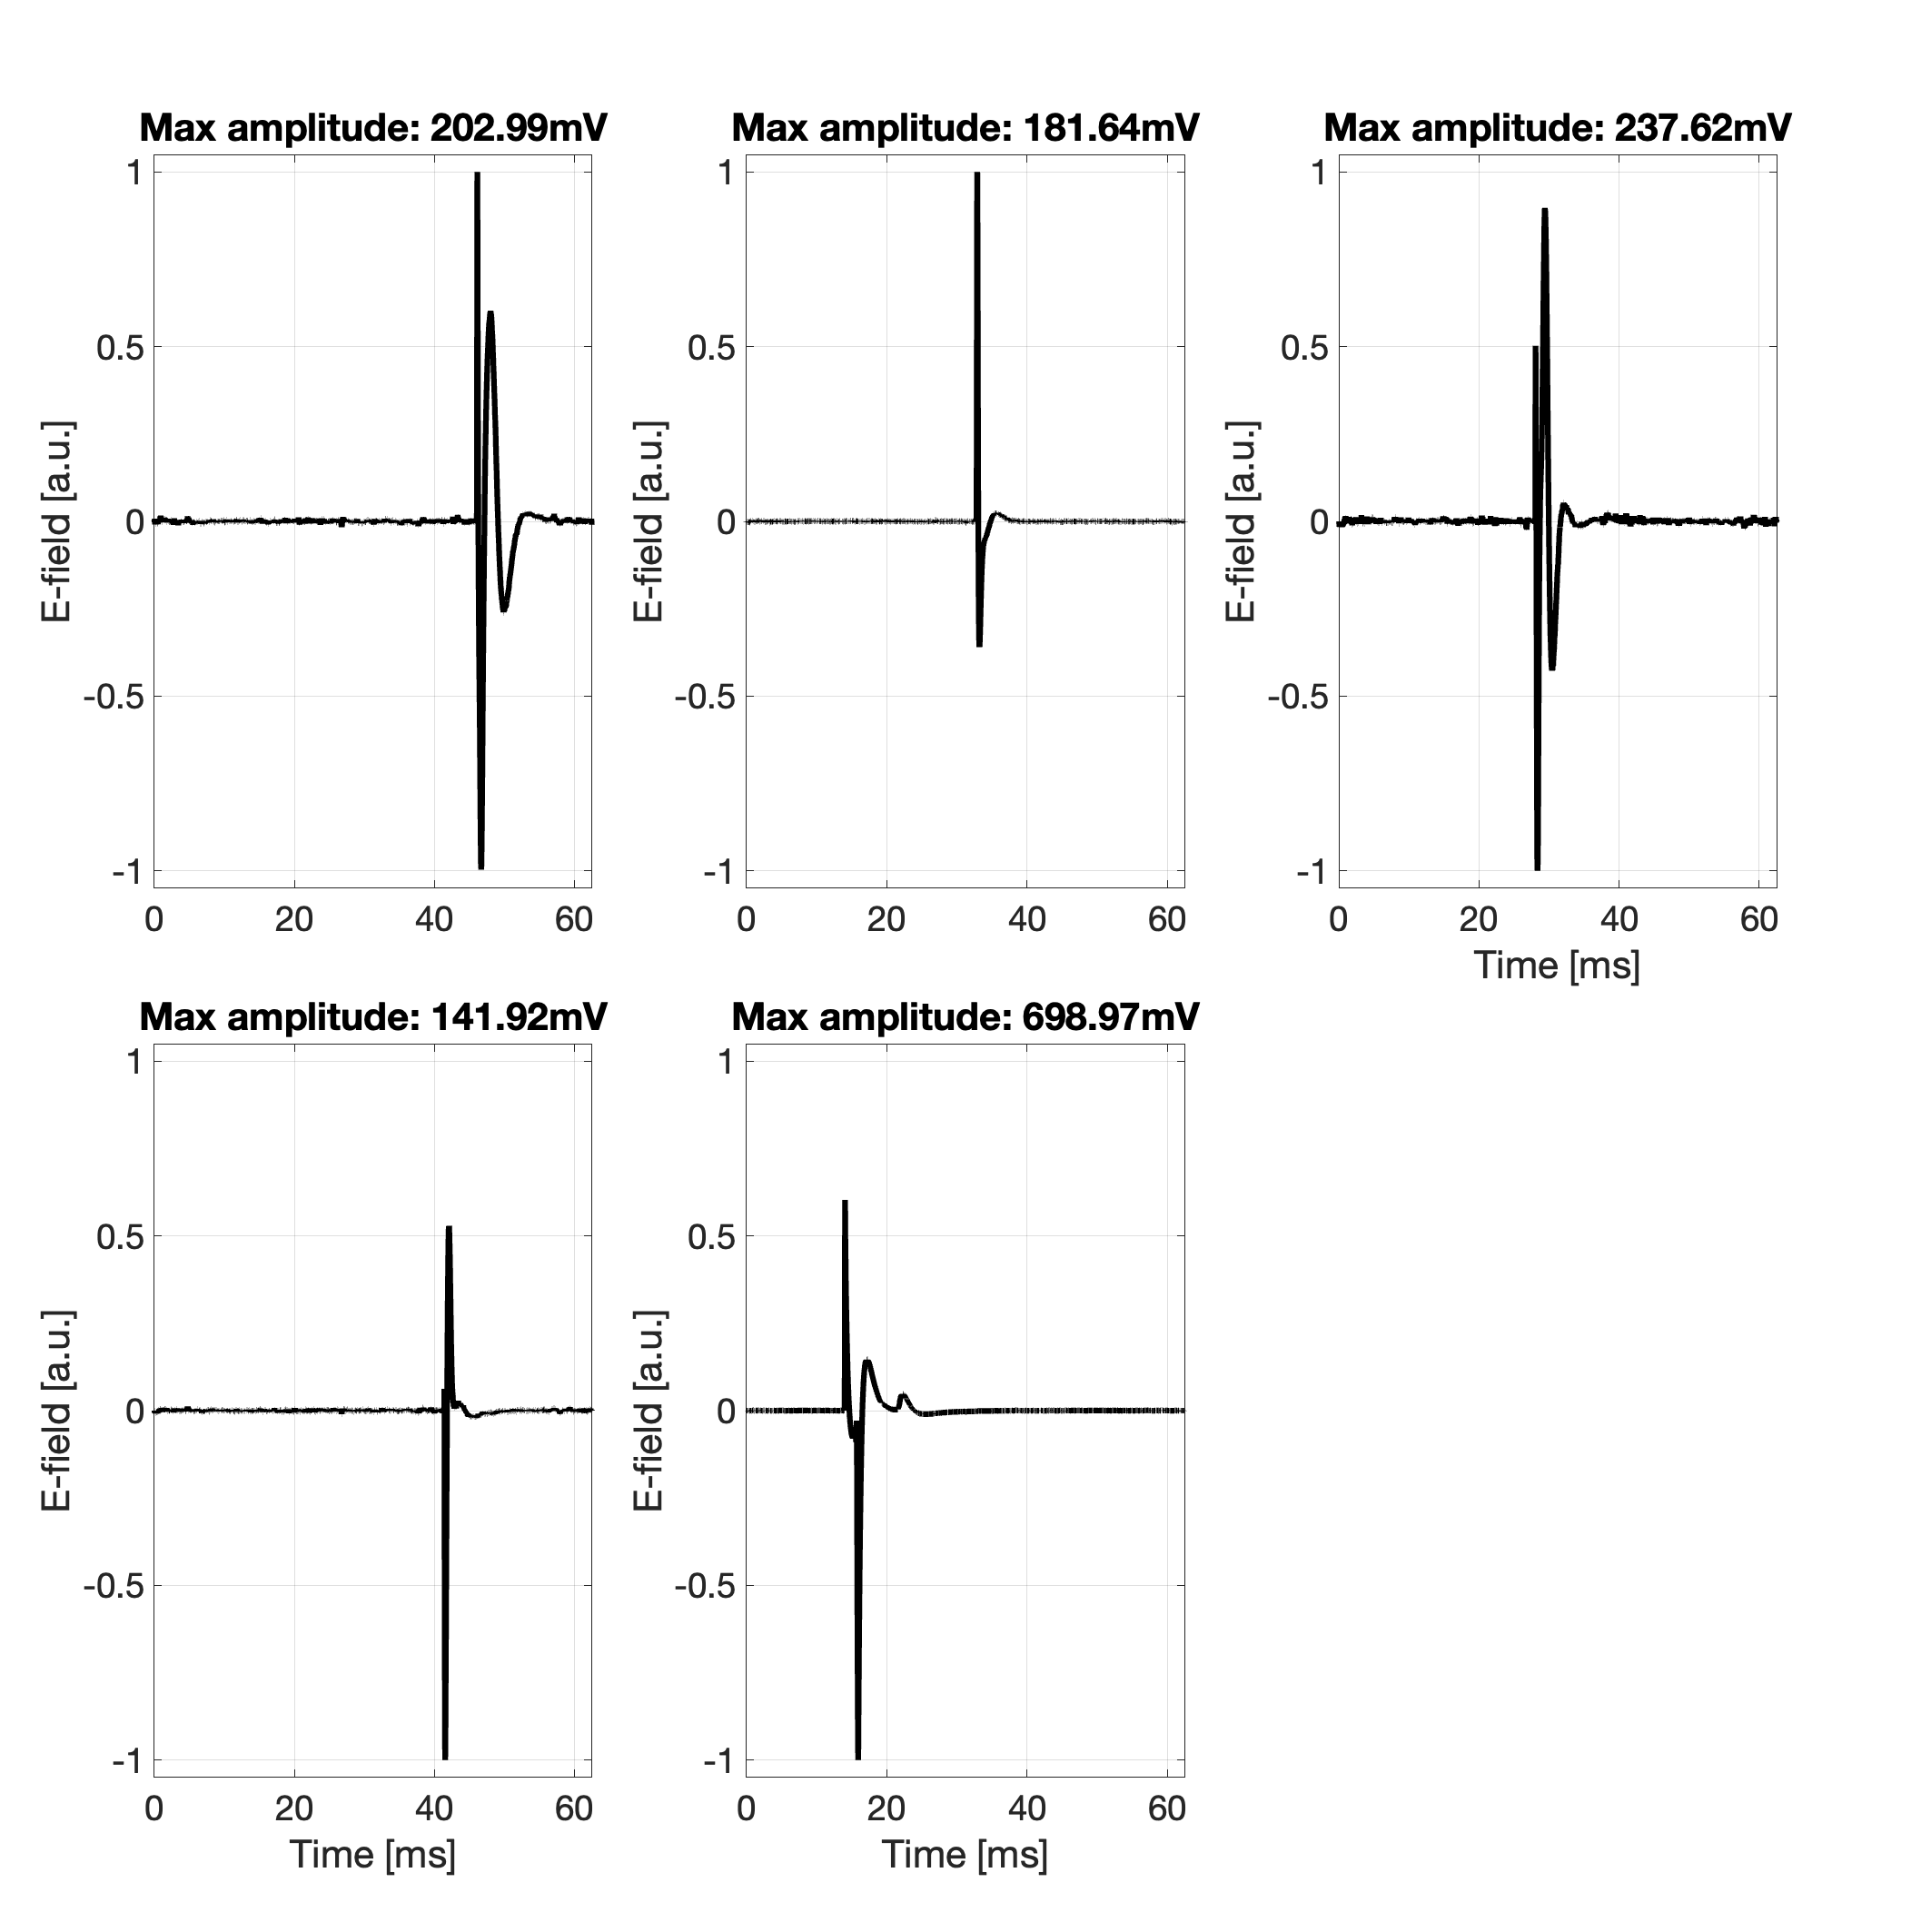 Max amplitude: 202.99mV
1
0.5
0
-0.5
-1
E-field [a.u.]
0 20 40 60
Max amplitude: 181.64mV
1
0.5
0
-0.5
-1
E-field [a.u.]
0 20 40 60
Max amplitude: 237.62mV
1
0.5
0
-0.5
-1
E-field [a.u.]
0 20 40 60
Time [ms]
Max amplitude: 141.92mV
1
0.5
0
-0.5
-1
E-field [a.u.]
0 20 40 60
Time [ms]
Max amplitude: 698.97mV
1
0.5
0
-0.5
-1
E-field [a.u.]
0 20 40 60
Time [ms]